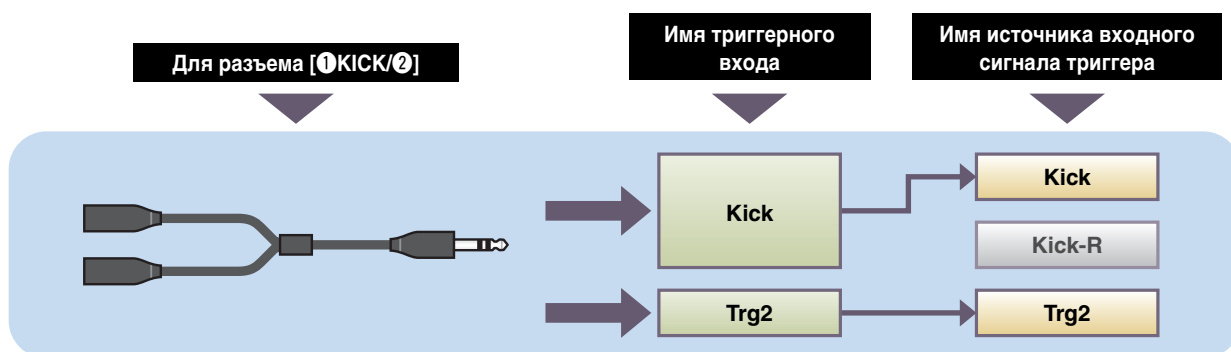 Для разъема [❶KICK/❷]
Имя триггерного
входа
Имя источника входного
сигнала триггера
Kick
Kick
Kick-R
Trg2
Trg2